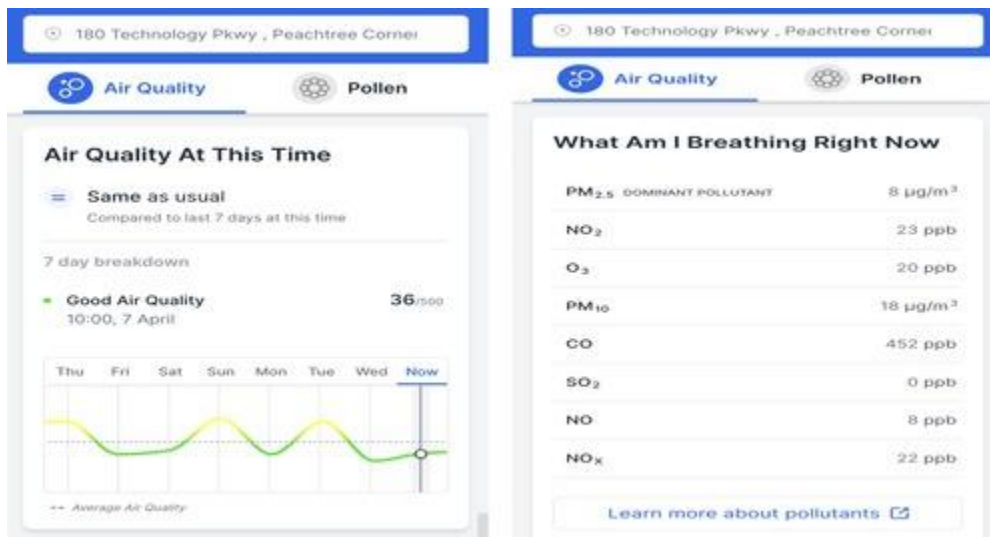 180 Technology Pkwy , Peachtree Corner
Air Quality
Pollen
Air Quality At This Time
= Same as usual
Compared to last 7 days at this time
7 day breakdown
Good Air Quality 36/500
10:00, 7 April
Thu Fri Sat Sun Mon Tue Wed Now
-- Average Air Quality
180 Technology Pkwy , Peachtree Corner
Air Quality
Pollen
What Am I Breathing Right Now
PM2.5 DOMINANT POLLUTANT 8 µg/m³
NO2 23 ppb
O3 20 ppb
PM10 18 µg/m³
CO 452 ppb
SO2 0 ppb
NO 8 ppb
NOX 22 ppb
Learn more about pollutants